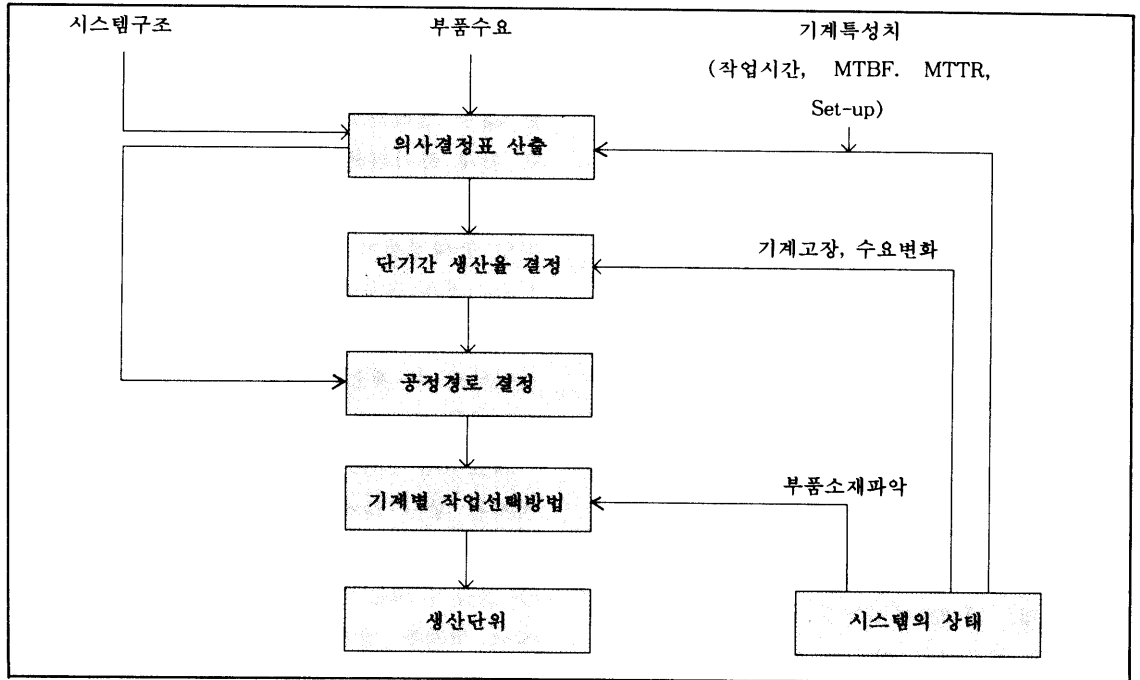 시스템구조
부품수요
기계특성치
(작업시간, MTBF. MTTR,
Set-up)
의사결정표 산출
단기간 생산율 결정
기계고장, 수요변화
공정경로 결정
기계별 작업선택방법
부품소재파악
생산단위
시스템의 상태